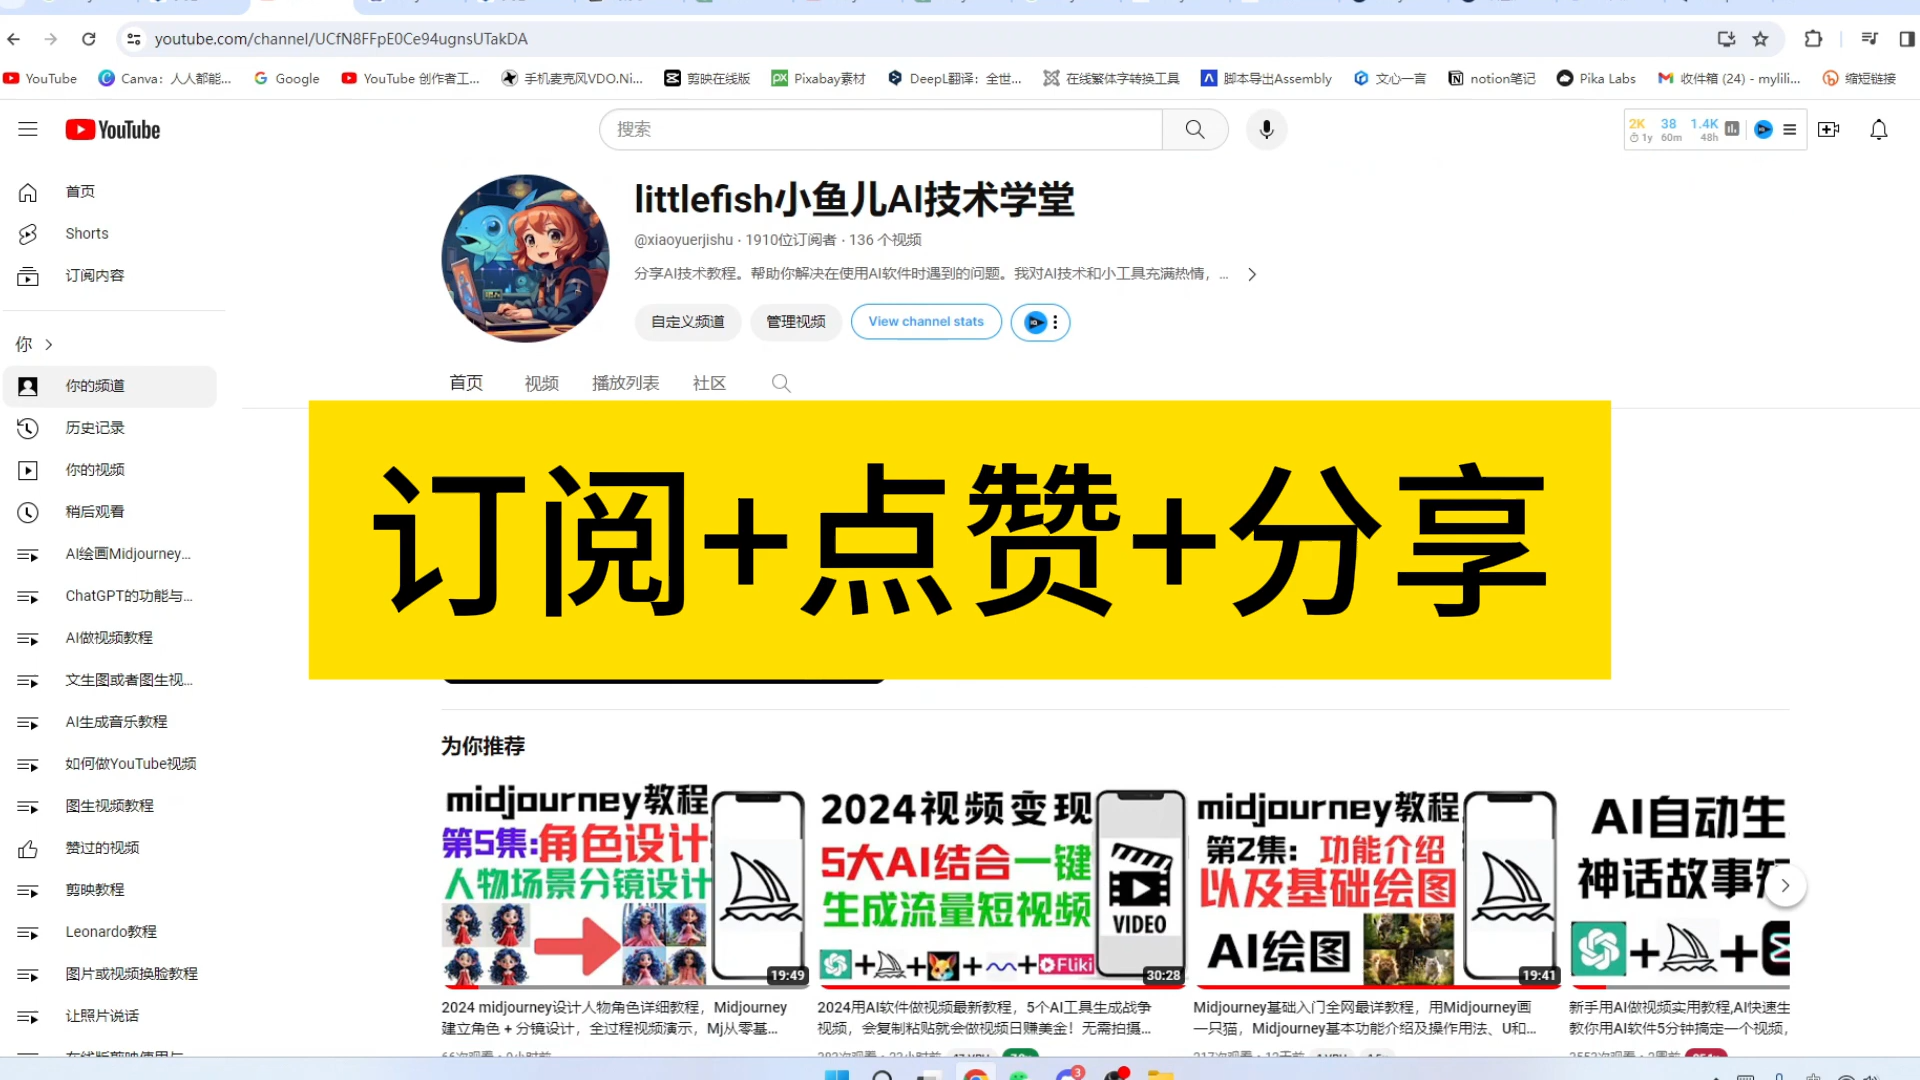 youtube.com/channel/UCfN8FFpE0Ce94ugnsUTakDA
YouTube
Canva：人人都能...
Google
YouTube 创作者工...
手机麦克风VDO.Ni...
剪映在线版
Pixabay素材
DeepL翻译：全世...
在线繁体字转换工具
脚本导出Assembly
文心一言
notion笔记
Pika Labs
收件箱 (24) - mylili...
缩短链接
YouTube
搜索
2K 38 1.4K
1y 60m 48h
首页
Shorts
订阅内容
你
你的频道
历史记录
你的视频
稍后观看
AI绘画Midjourney...
ChatGPT的功能与...
AI做视频教程
文生图或者图生视...
AI生成音乐教程
如何做YouTube视频
图生视频教程
赞过的视频
剪映教程
Leonardo教程
图片或视频换脸教程
让照片说话
littlefish小鱼儿AI技术学堂
@xiaoyuerjishu · 1910位订阅者 · 136 个视频
分享AI技术教程。帮助你解决在使用AI软件时遇到的问题。我对AI技术和小工具充满热情，...
自定义频道
管理视频
View channel stats
首页
视频
播放列表
社区
订阅+点赞+分享
为你推荐
midjourney教程
第5集:角色设计
人物场景分镜设计
19:49
2024 midjourney设计人物角色详细教程，Midjourney
建立角色 + 分镜设计，全过程视频演示，Mj从零基...
2024视频变现
5大AI结合一键
生成流量短视频
VIDEO
Fliki
30:28
2024用AI软件做视频最新教程，5个AI工具生成战争
视频，会复制粘贴就会做视频日赚美金！无需拍摄...
midjourney教程
第2集：功能介绍
以及基础绘图
AI绘图
19:41
Midjourney基础入门全网最详教程，用Midjourney画
一只猫，Midjourney基本功能介绍及操作用法、U和...
AI自动生
神话故事
新手用AI做视频实用教程,AI快速生
教你用AI软件5分钟搞定一个视频，
3